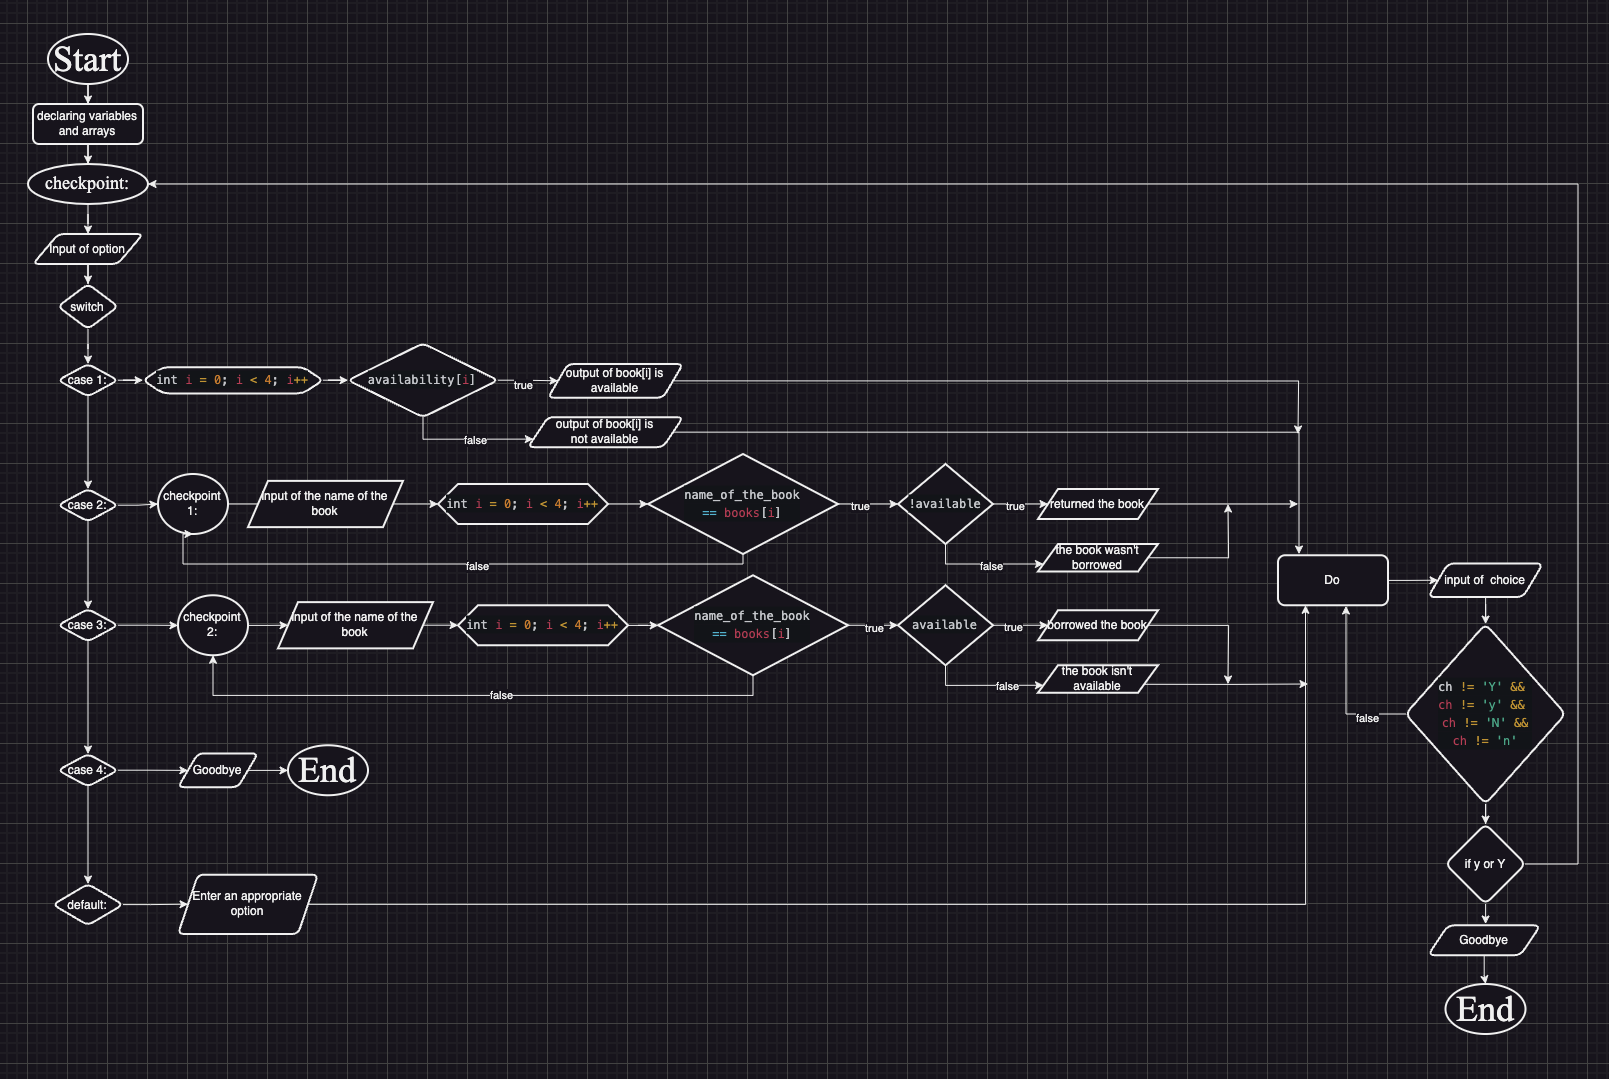 Start
declaring variables
and arrays
checkpoint:
Input of option
switch
case 1:
int i = 0; i < 4; i++
availability[i]
true
output of book[i] is
available
false
output of book[i] is
not available
case 2:
checkpoint
1:
input of the name of the
book
int i = 0; i < 4; i++
name_of_the_book
== books[i]
true
!available
true
returned the book
false
false
the book wasn't
borrowed
case 3:
checkpoint
2:
input of the name of the
book
int i = 0; i < 4; i++
name_of_the_book
== books[i]
true
available
true
borrowed the book
false
false
the book isn't
available
Do
input of choice
ch != 'Y' &&
ch != 'y' &&
ch != 'N' &&
ch != 'n'
false
case 4:
Goodbye
End
if y or Y
default:
Enter an appropriate
option
Goodbye
End